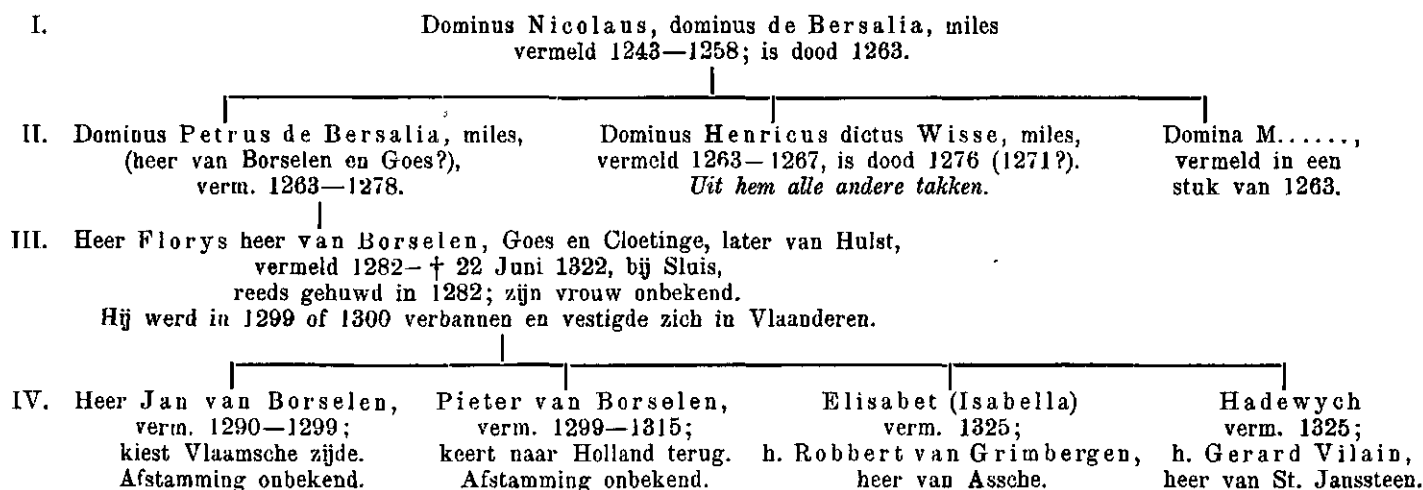 I. Dominus Nicolaus, dominus de Bersalia, miles
vermeld 1243—1258; is dood 1263.
II. Dominus Petrus de Bersalia, miles,
(heer van Borselen en Goes?),
verm. 1263—1278.
Dominus Henricus dictus Wisse, miles,
vermeld 1263—1267, is dood 1276 (1271?).
Uit hem alle andere takken.
Domina M......,
vermeld in een
stuk van 1263.
III. Heer Florys heer van Borselen, Goes en Cloetinge, later van Hulst,
vermeld 1282— † 22 Juni 1322, bij Sluis,
reeds gehuwd in 1282; zijn vrouw onbekend.
Hij werd in 1299 of 1300 verbannen en vestigde zich in Vlaanderen.
IV. Heer Jan van Borselen,
verm. 1290—1299;
kiest Vlaamsche zijde.
Afstamming onbekend.
Pieter van Borselen,
verm. 1299—1315;
keert naar Holland terug.
Afstamming onbekend.
Elisabet (Isabella)
verm. 1325;
h. Robbert van Grimbergen,
heer van Assche.
Hadewych
verm. 1325;
h. Gerard Vilain,
heer van St. Janssteen.